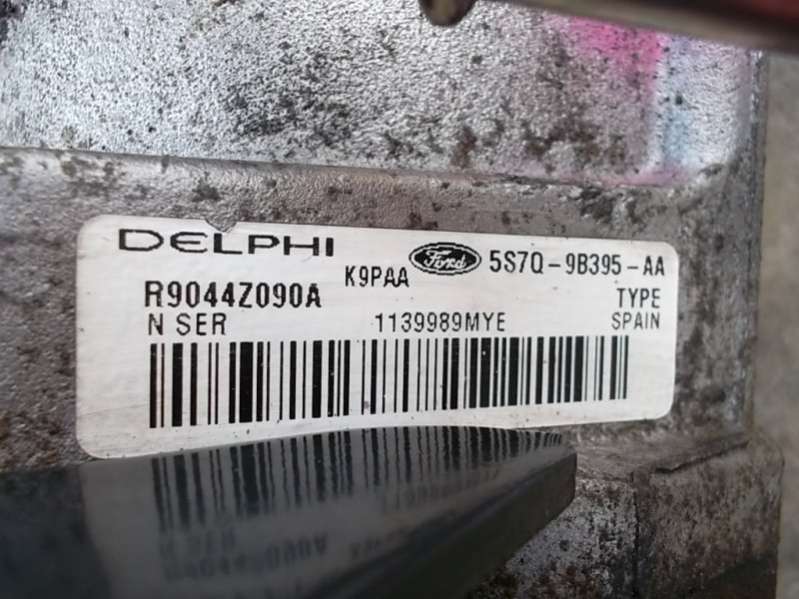 DELPHI
K9PAA
Ford
5S7Q-9B395-AA
R9044Z090A
TYPE
N SER
1139989MYE
SPAIN